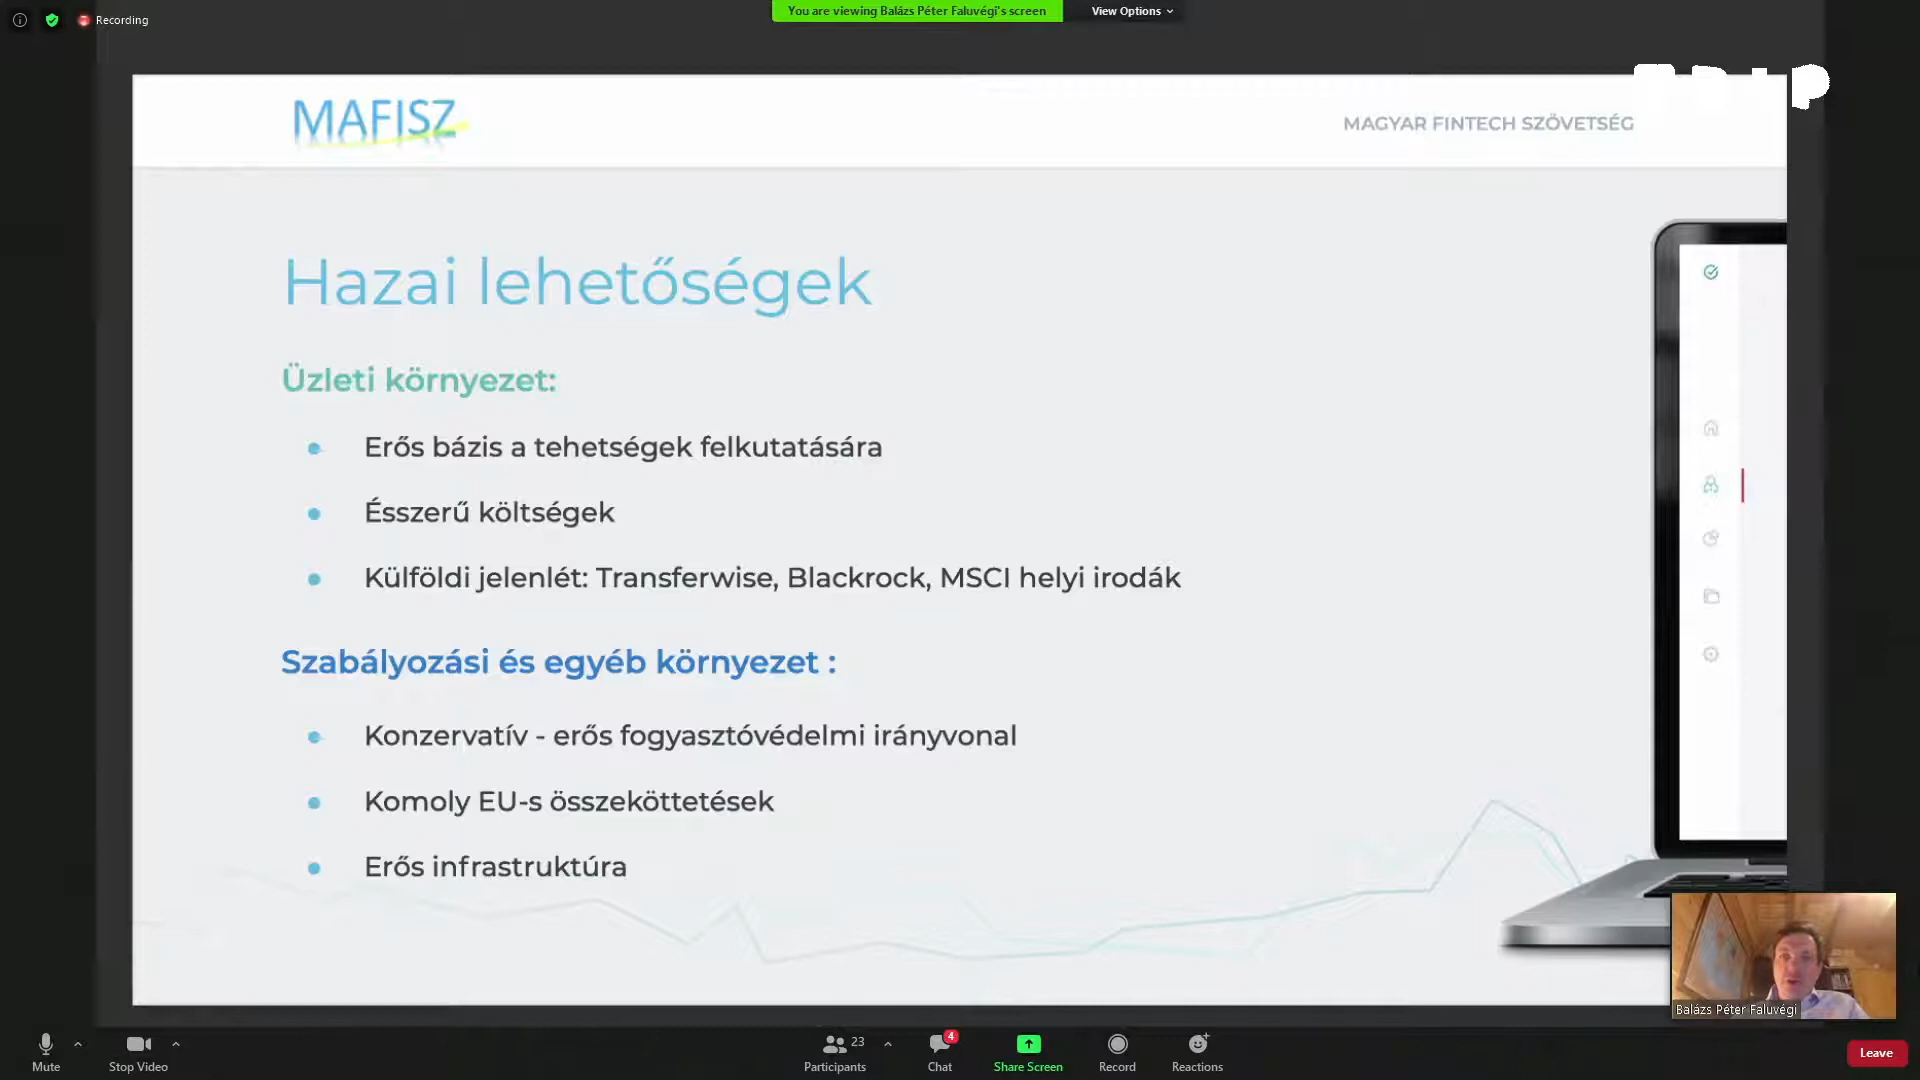 Recording
You are viewing Balázs Péter Faluvégi's screen
View Options
MAFISZ
MAGYAR FINTECH SZÖVETSÉG
Hazai lehetőségek
Üzleti környezet:
Erős bázis a tehetségek felkutatására
Ésszerű költségek
Külföldi jelenlét: Transferwise, Blackrock, MSCI helyi irodák
Szabályozási és egyéb környezet :
Konzervatív - erős fogyasztóvédelmi irányvonal
Komoly EU-s összeköttetések
Erős infrastruktúra
Balázs Péter Faluvégi
Mute
Stop Video
Participants
23
Chat
4
Share Screen
Record
Reactions
Leave